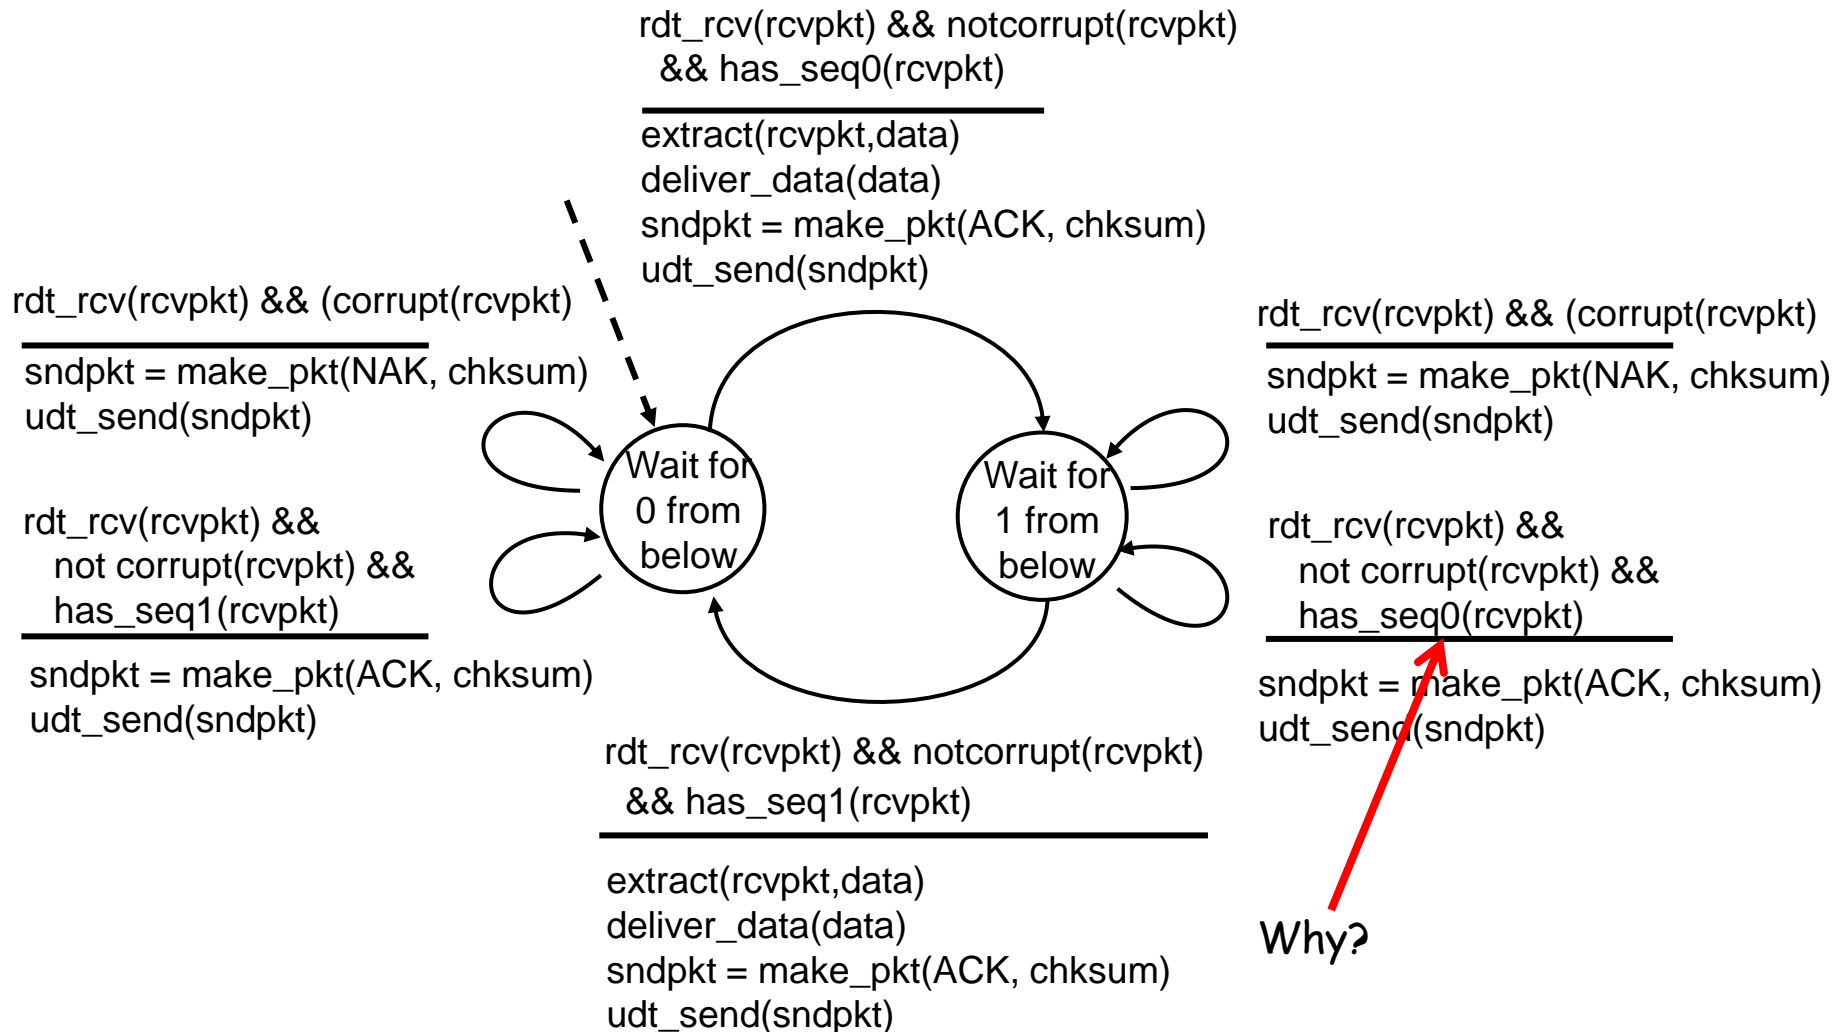 rdt_rcv(rcvpkt) && notcorrupt(rcvpkt)
&& has_seq0(rcvpkt)
extract(rcvpkt,data)
deliver_data(data)
sndpkt = make_pkt(ACK, chksum)
udt_send(sndpkt)
rdt_rcv(rcvpkt) && (corrupt(rcvpkt)
sndpkt = make_pkt(NAK, chksum)
udt_send(sndpkt)
rdt_rcv(rcvpkt) &&
not corrupt(rcvpkt) &&
has_seq1(rcvpkt)
sndpkt = make_pkt(ACK, chksum)
udt_send(sndpkt)
Wait for
0 from
below
Wait for
1 from
below
rdt_rcv(rcvpkt) && (corrupt(rcvpkt)
sndpkt = make_pkt(NAK, chksum)
udt_send(sndpkt)
rdt_rcv(rcvpkt) &&
not corrupt(rcvpkt) &&
has_seq0(rcvpkt)
sndpkt = make_pkt(ACK, chksum)
udt_send(sndpkt)
rdt_rcv(rcvpkt) && notcorrupt(rcvpkt)
&& has_seq1(rcvpkt)
extract(rcvpkt,data)
deliver_data(data)
sndpkt = make_pkt(ACK, chksum)
udt_send(sndpkt)
Why?